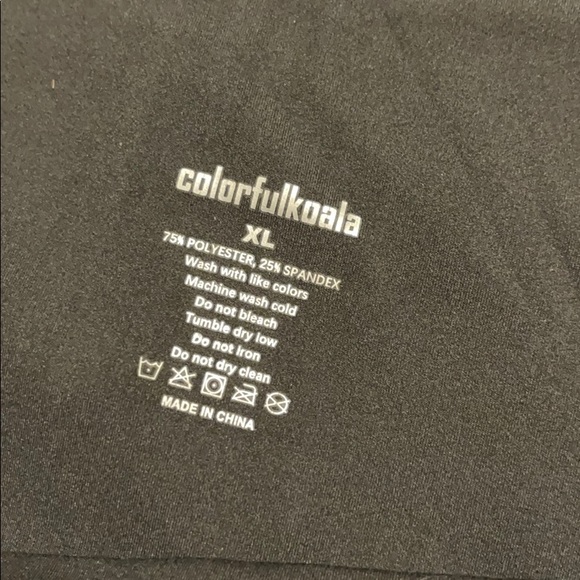 colorfulkoala
XL
75% POLYESTER, 25% SPANDEX
Wash with like colors
Machine wash cold
Do not bleach
Tumble dry low
Do not iron
Do not dry clean
MADE IN CHINA